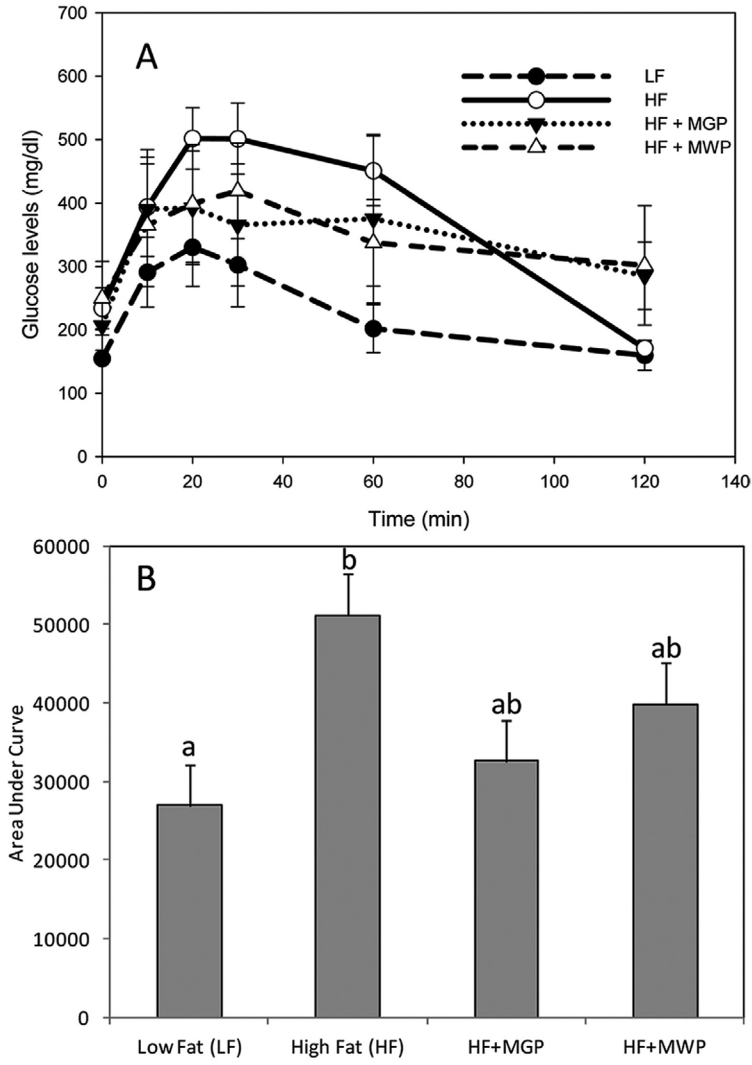 700
600
500
400
300
200
100
0
Glucose levels (mg/dl)
A
LF
HF
HF + MGP
HF + MWP
0 20 40 60 80 100 120 140
Time (min)
60000
50000
40000
30000
20000
10000
0
Area Under Curve
B
a
b
ab
ab
Low Fat (LF) High Fat (HF) HF+MGP HF+MWP